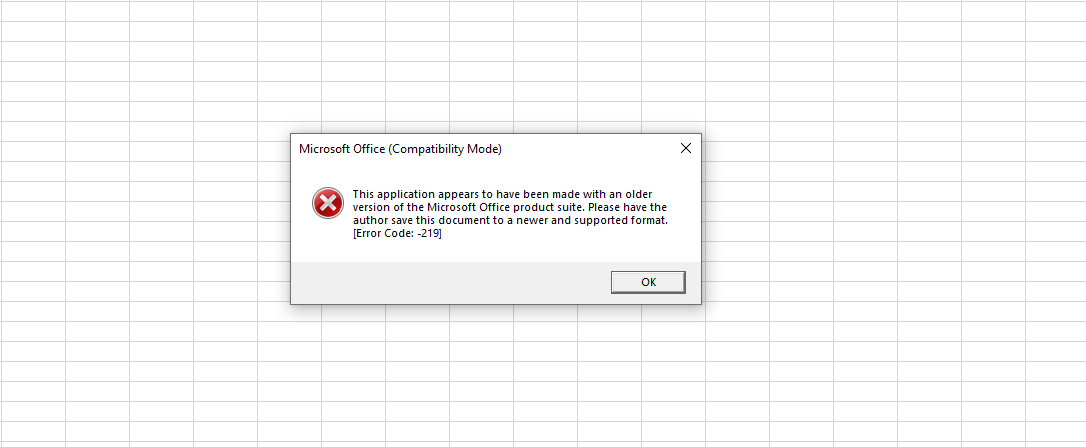 Microsoft Office (Compatibility Mode)
This application appears to have been made with an older
version of the Microsoft Office product suite. Please have the
author save this document to a newer and supported format.
[Error Code: -219]
OK